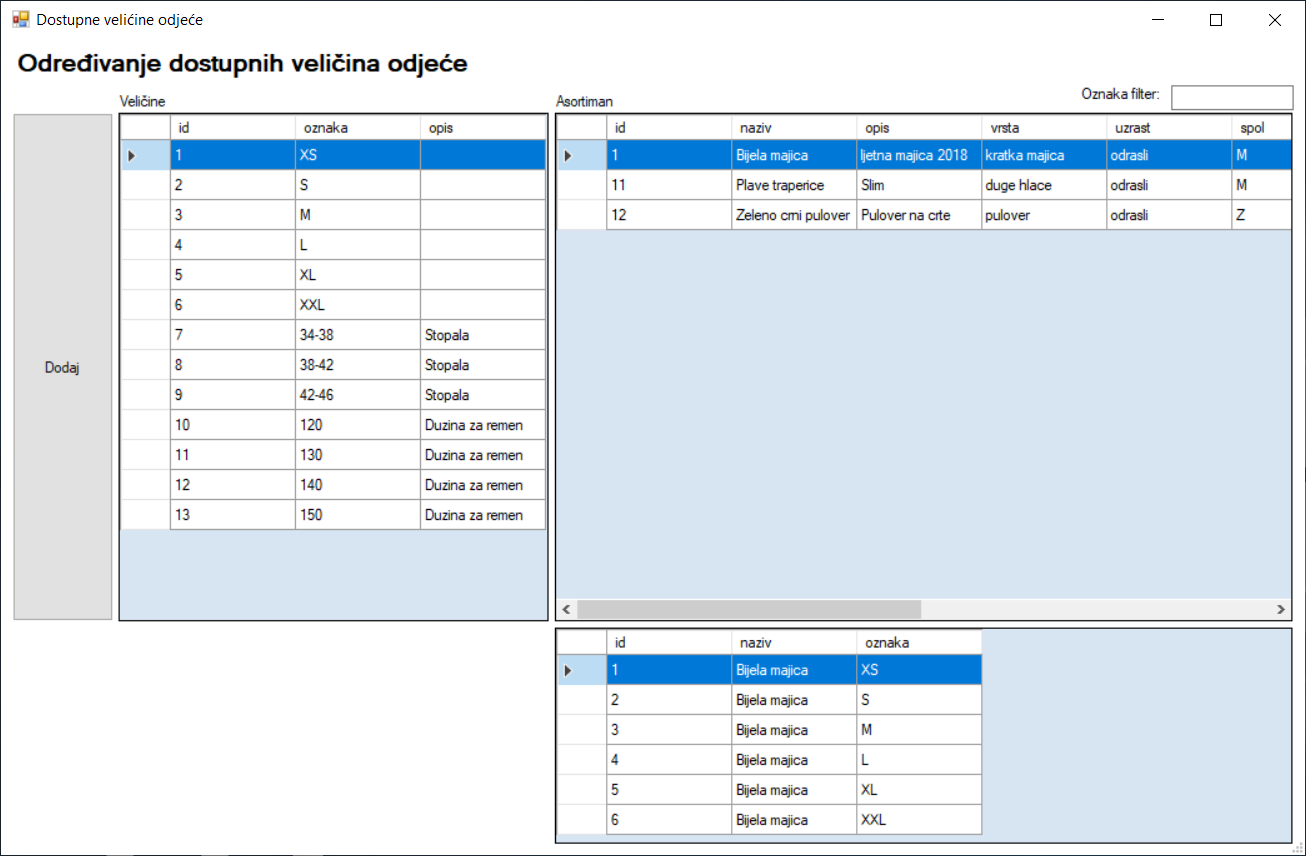 Dostupne velićine odjeće
Određivanje dostupnih veličina odjeće
Oznaka filter:
Veličine
Asortiman
Dodaj
id oznaka opis
1 XS
2 S
3 M
4 L
5 XL
6 XXL
7 34-38 Stopala
8 38-42 Stopala
9 42-46 Stopala
10 120 Duzina za remen
11 130 Duzina za remen
12 140 Duzina za remen
13 150 Duzina za remen
id naziv opis vrsta uzrast spol
1 Bijela majica ljetna majica 2018 kratka majica odrasli M
11 Plave traperice Slim duge hlace odrasli M
12 Zeleno crni pulover Pulover na crte pulover odrasli Z
id naziv oznaka
1 Bijela majica XS
2 Bijela majica S
3 Bijela majica M
4 Bijela majica L
5 Bijela majica XL
6 Bijela majica XXL